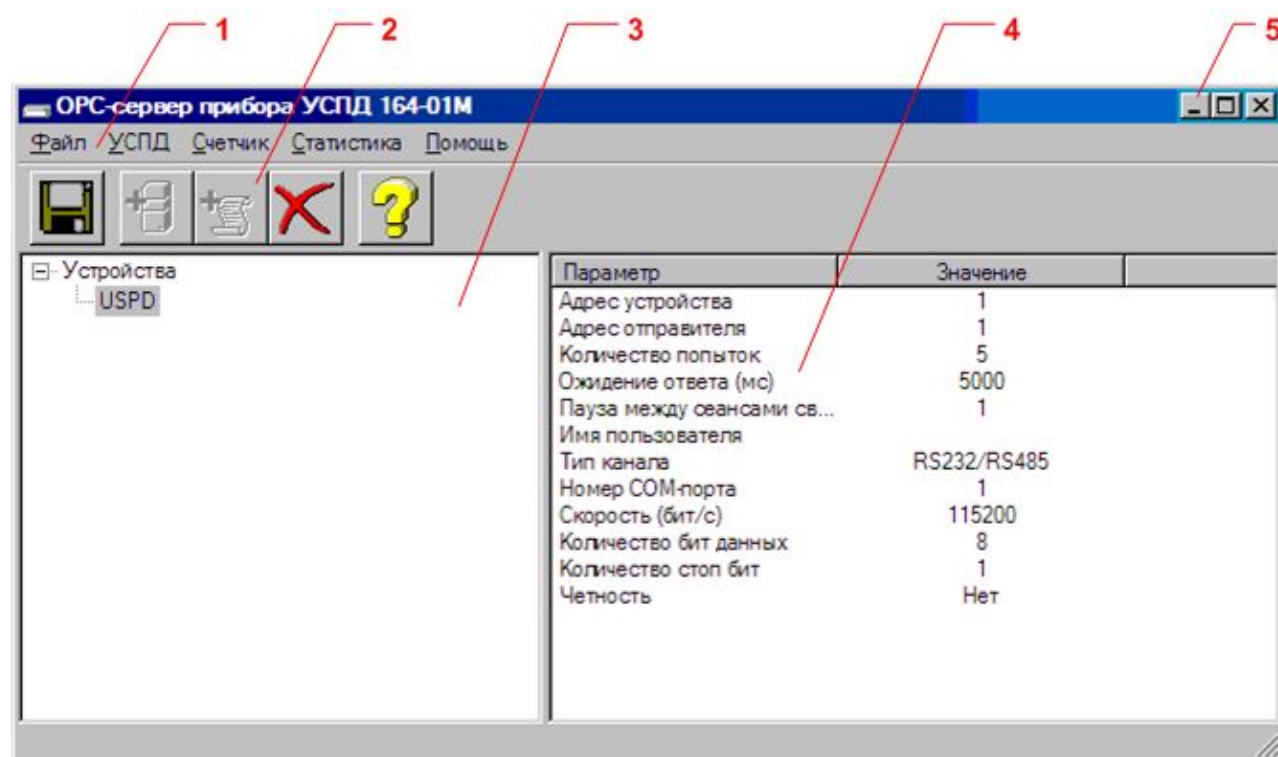 1 2 3 4 5
ОРС-сервер прибора УСПД 164-01М
Файл УСПД Счетчик Статистика Помощь
Устройства
USPD
Параметр Значение
Адрес устройства 1
Адрес отправителя 1
Количество попыток 5
Ожидение ответа (мс) 5000
Пауза между сеансами св... 1
Имя пользователя
Тип канала RS232/RS485
Номер COM-порта 1
Скорость (бит/с) 115200
Количество бит данных 8
Количество стоп бит 1
Четность Нет